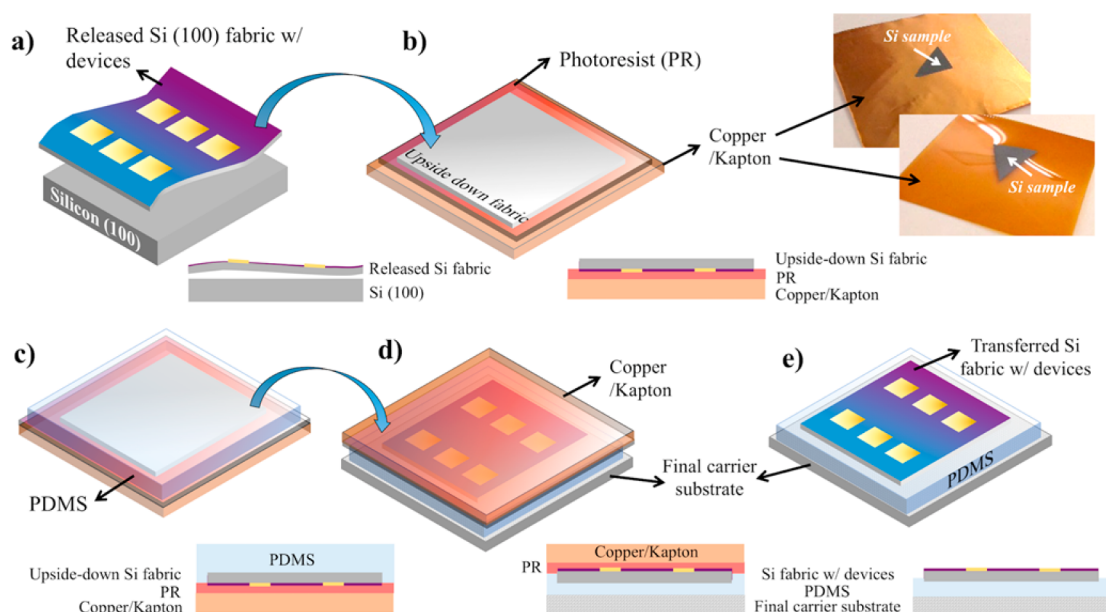 a)
Released Si (100) fabric w/
devices
Silicon (100)
Released Si fabric
Si (100)
b)
Photoresist (PR)
Upside down fabric
Copper
/Kapton
Si sample
Si sample
Upside-down Si fabric
PR
Copper/Kapton
c)
PDMS
PDMS
Upside-down Si fabric
PR
Copper/Kapton
d)
Copper
/Kapton
Final carrier
substrate
Copper/Kapton
PR
e)
Transferred Si
fabric w/ devices
PDMS
Si fabric w/ devices
PDMS
Final carrier substrate